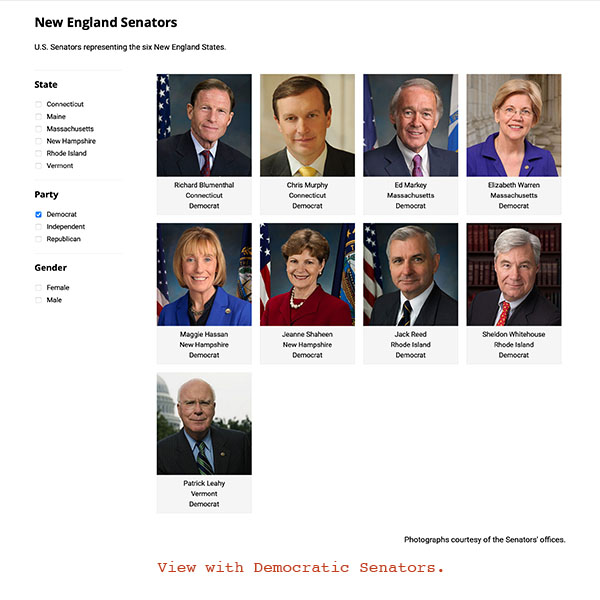 New England Senators
U.S. Senators representing the six New England States.
State
Connecticut
Maine
Massachusetts
New Hampshire
Rhode Island
Vermont
Party
Democrat
Independent
Republican
Gender
Female
Male
Richard Blumenthal
Connecticut
Democrat
Chris Murphy
Connecticut
Democrat
Ed Markey
Massachusetts
Democrat
Elizabeth Warren
Massachusetts
Democrat
Maggie Hassan
New Hampshire
Democrat
Jeanne Shaheen
New Hampshire
Democrat
Jack Reed
Rhode Island
Democrat
Sheldon Whitehouse
Rhode Island
Democrat
Patrick Leahy
Vermont
Democrat
Photographs courtesy of the Senators' offices.
View with Democratic Senators.